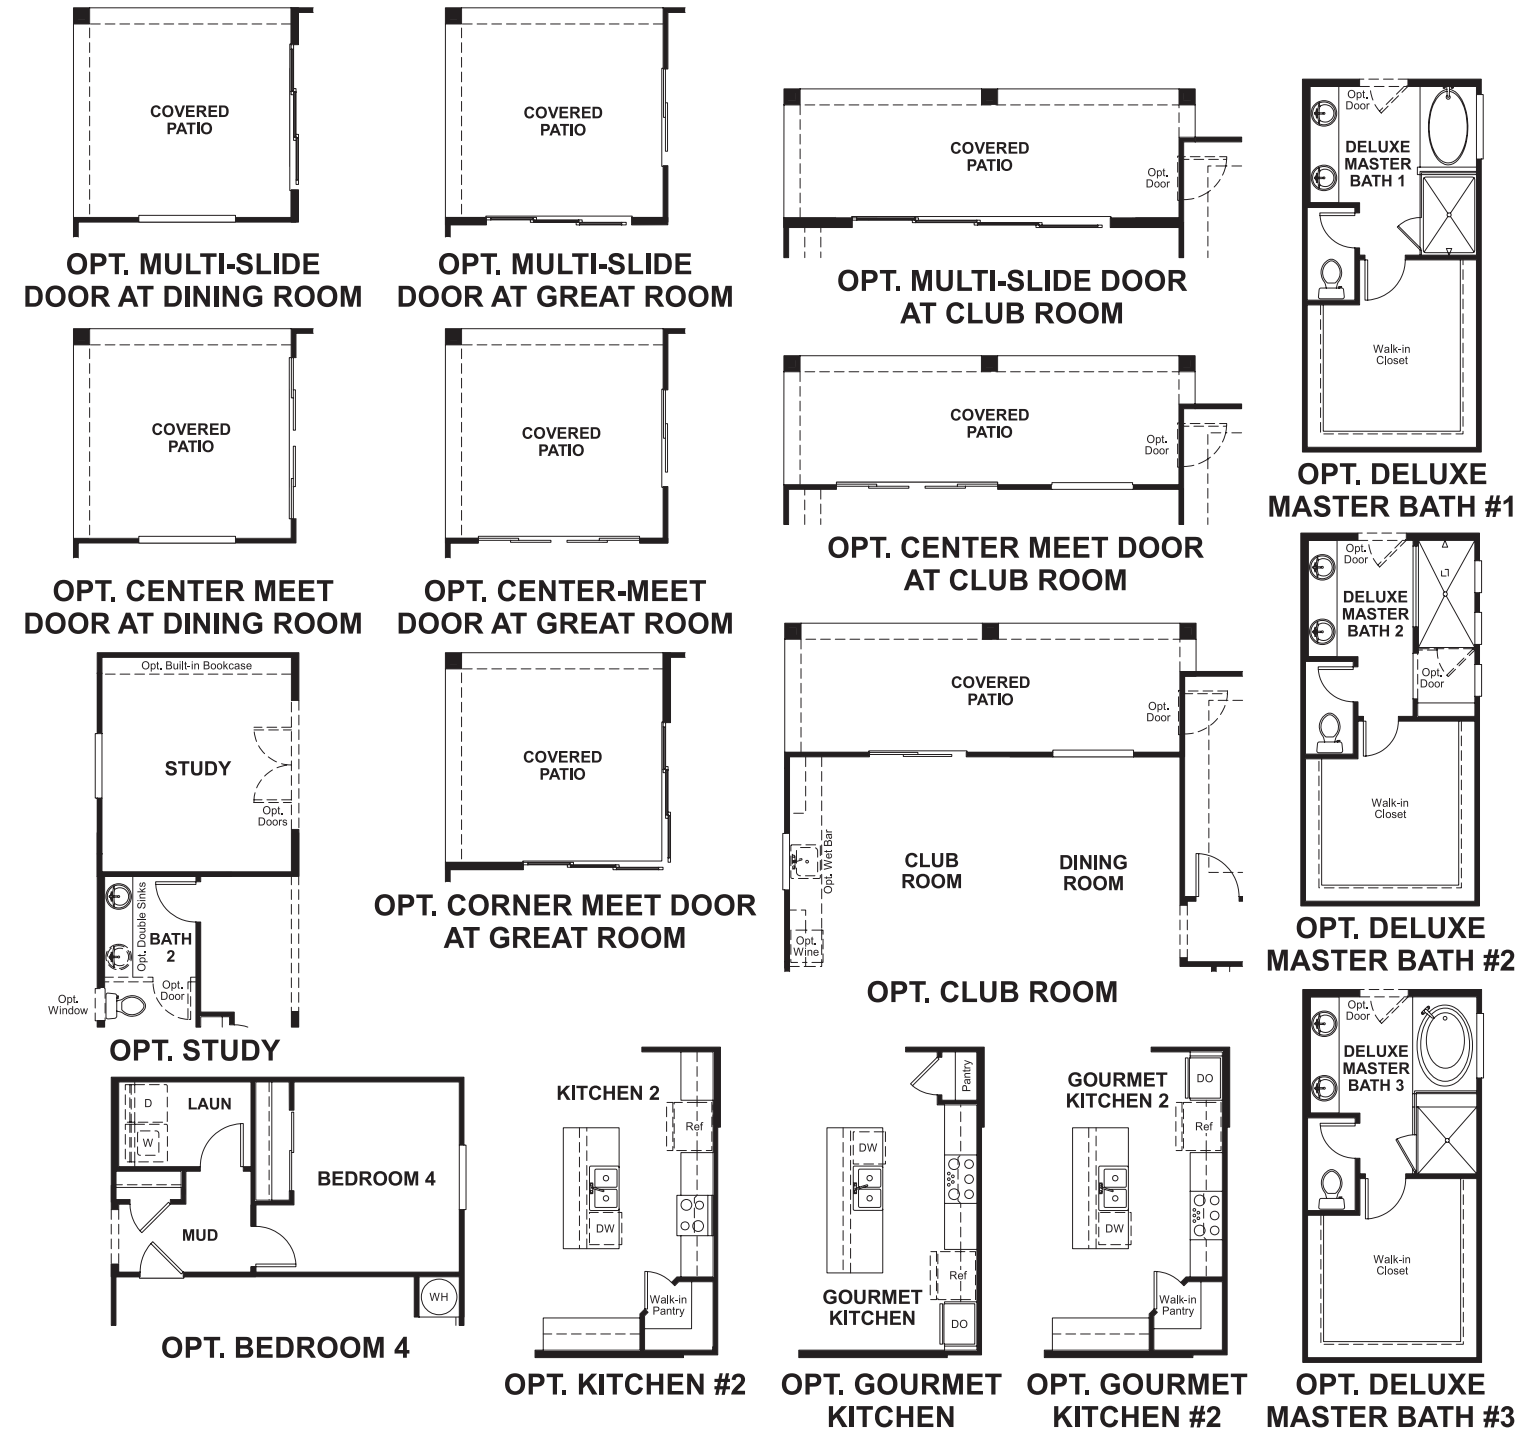 COVERED
PATIO
OPT. MULTI-SLIDE
DOOR AT DINING ROOM
COVERED
PATIO
OPT. MULTI-SLIDE
DOOR AT GREAT ROOM
COVERED
PATIO
Opt.
Door
OPT. MULTI-SLIDE DOOR
AT CLUB ROOM
Opt.
Door
DELUXE
MASTER
BATH 1
Walk-in
Closet
OPT. DELUXE
MASTER BATH #1
COVERED
PATIO
OPT. CENTER MEET
DOOR AT DINING ROOM
COVERED
PATIO
OPT. CENTER-MEET
DOOR AT GREAT ROOM
COVERED
PATIO
Opt.
Door
OPT. CENTER MEET DOOR
AT CLUB ROOM
Opt.
Door
DELUXE
MASTER
BATH 2
Opt.
Door
Walk-in
Closet
OPT. DELUXE
MASTER BATH #2
Opt. Built-in Bookcase
STUDY
Opt.
Doors
Opt. Double Sinks
BATH
2
Opt.
Door
Opt.
Window
OPT. STUDY
COVERED
PATIO
OPT. CORNER MEET DOOR
AT GREAT ROOM
COVERED
PATIO
Opt.
Door
Opt. Wet Bar
CLUB
ROOM
DINING
ROOM
Opt.
Wine
OPT. CLUB ROOM
Opt.
Door
DELUXE
MASTER
BATH 3
Walk-in
Closet
OPT. DELUXE
MASTER BATH #3
D
LAUN
W
BEDROOM 4
MUD
WH
OPT. BEDROOM 4
KITCHEN 2
Ref
DW
Walk-in
Pantry
OPT. KITCHEN #2
Pantry
DW
Ref
GOURMET
KITCHEN
DO
OPT. GOURMET
KITCHEN
GOURMET
KITCHEN 2
DO
Ref
DW
Walk-in
Pantry
OPT. GOURMET
KITCHEN #2